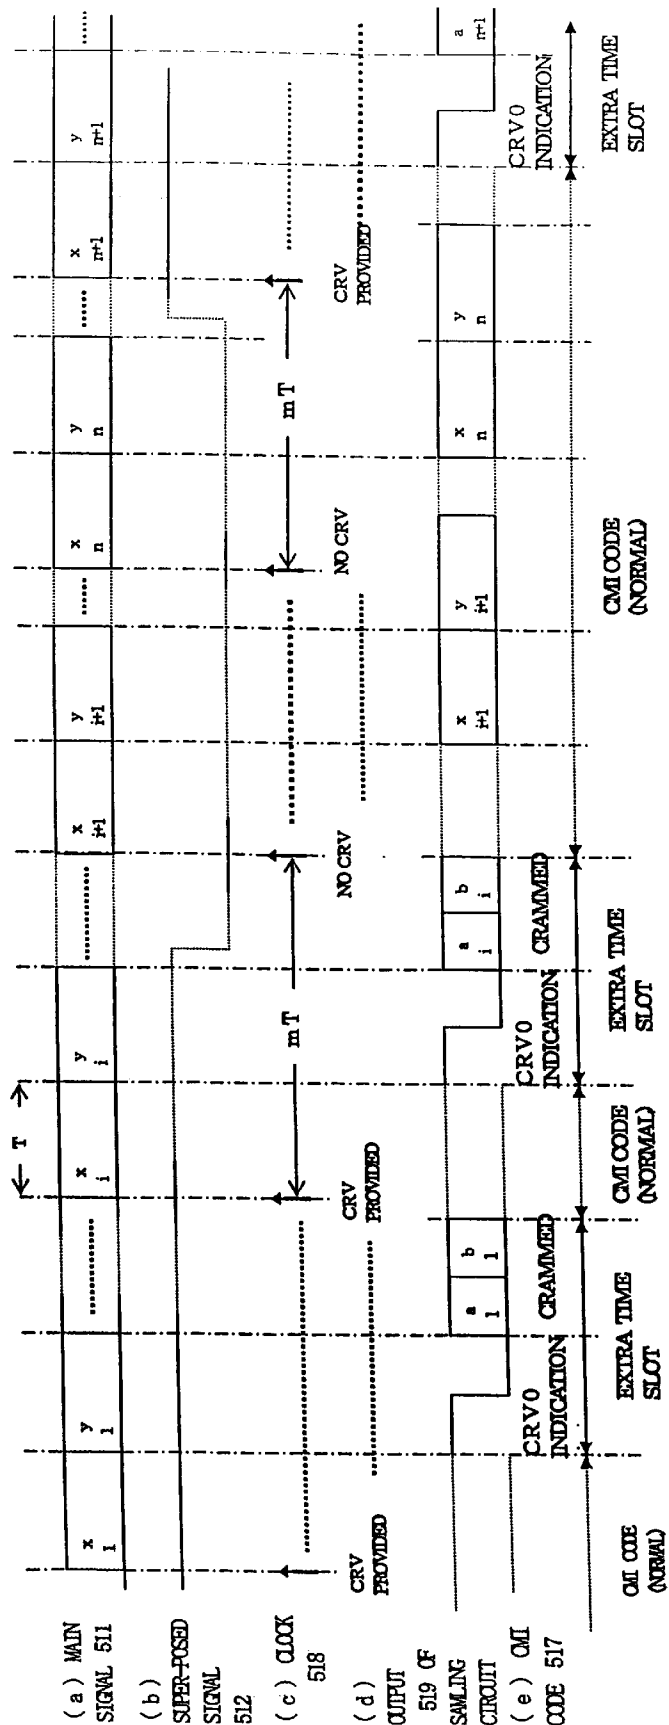 (a) MAIN
SIGNAL 511
x 1
y 1
T
x i
y i
x i+1
y i+1
x n
y n
x n+1
y n+1
(b)
SUPER-POSED
SIGNAL
512
(c) CLOCK
518
CRV
PROVIDED
CRV
PROVIDED
mT
NO CRV
NO CRV
mT
CRV
PROVIDED
(d)
OUTPUT
519 OF
SAMLING
CIRCUIT
(e) CMI
CODE 517
a 1
b 1
a i
b i
x i+1
y i+1
x n
y n
a n+1
CRV0
INDICATION
CRAMMED
CRV0
INDICATION
CRAMMED
CRV0
INDICATION
CMI CODE
(NORMAL)
EXTRA TIME
SLOT
CMI CODE
(NORMAL)
EXTRA TIME
SLOT
CMI CODE
(NORMAL)
EXTRA TIME
SLOT